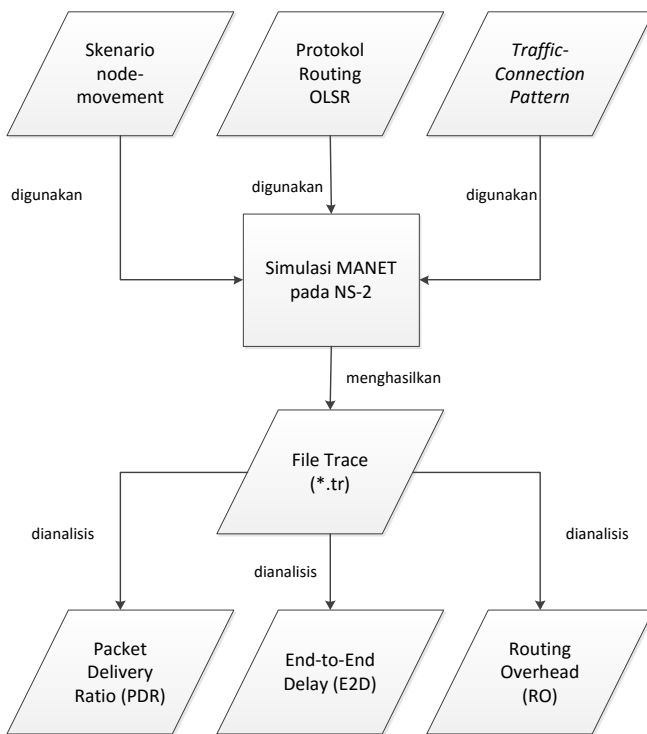 Skenario
node-
movement
Protokol
Routing
OLSR
Traffic-
Connection
Pattern
digunakan
digunakan
digunakan
Simulasi MANET
pada NS-2
menghasilkan
File Trace
(*.tr)
dianalisis
dianalisis
dianalisis
Packet
Delivery
Ratio (PDR)
End-to-End
Delay (E2D)
Routing
Overhead
(RO)